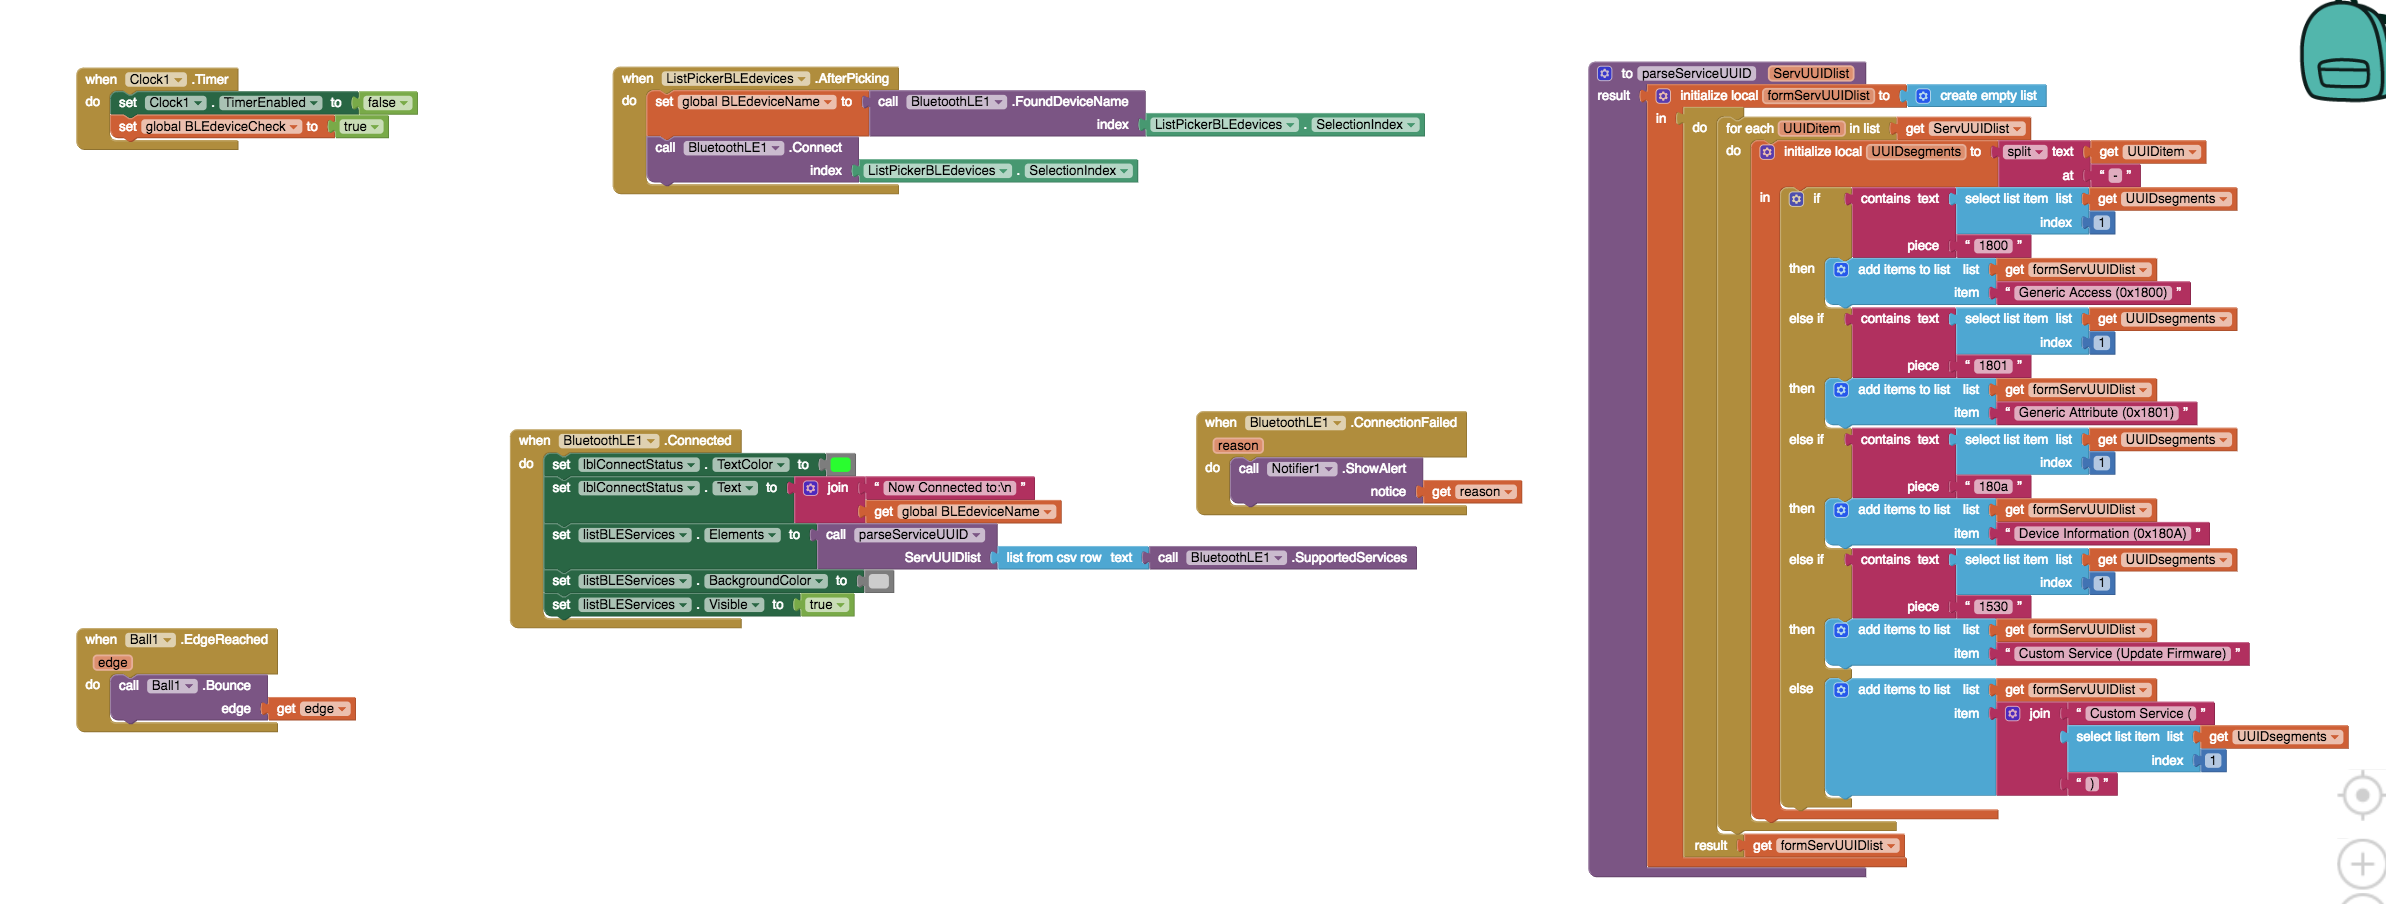 when Clock1 .Timer
do set Clock1 . TimerEnabled to false
set global BLEdeviceCheck to true
when ListPickerBLEdevices .AfterPicking
do set global BLEdeviceName to call BluetoothLE1 .FoundDeviceName
index ListPickerBLEdevices . SelectionIndex
call BluetoothLE1 .Connect
index ListPickerBLEdevices . SelectionIndex
when BluetoothLE1 .Connected
do set lblConnectStatus . TextColor to
set lblConnectStatus . Text to join “ Now Connected to:\n ”
get global BLEdeviceName
set listBLEServices . Elements to call parseServiceUUID
ServUUIDlist list from csv row text call BluetoothLE1 .SupportedServices
set listBLEServices . BackgroundColor to
set listBLEServices . Visible to true
when BluetoothLE1 .ConnectionFailed
reason
do call Notifier1 .ShowAlert
notice get reason
when Ball1 .EdgeReached
edge
do call Ball1 .Bounce
edge get edge
to parseServiceUUID ServUUIDlist
result initialize local formServUUIDlist to create empty list
in do for each UUIDitem in list get ServUUIDlist
do initialize local UUIDsegments to split text get UUIDitem
at “ - ”
in if contains text select list item list get UUIDsegments
index 1
piece “ 1800 ”
then add items to list list get formServUUIDlist
item “ Generic Access (0x1800) ”
else if contains text select list item list get UUIDsegments
index 1
piece “ 1801 ”
then add items to list list get formServUUIDlist
item “ Generic Attribute (0x1801) ”
else if contains text select list item list get UUIDsegments
index 1
piece “ 180a ”
then add items to list list get formServUUIDlist
item “ Device Information (0x180A) ”
else if contains text select list item list get UUIDsegments
index 1
piece “ 1530 ”
then add items to list list get formServUUIDlist
item “ Custom Service (Update Firmware) ”
else add items to list list get formServUUIDlist
item join “ Custom Service ( ”
select list item list get UUIDsegments
index 1
“ ) ”
result get formServUUIDlist